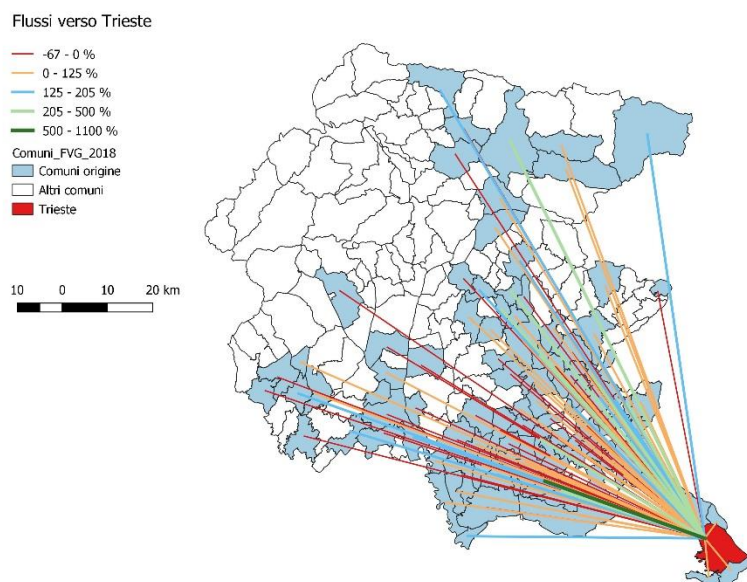 Flussi verso Trieste
-67 - 0 %
0 - 125 %
125 - 205 %
205 - 500 %
500 - 1100 %
Comuni_FVG_2018
Comuni origine
Altri comuni
Trieste
10 0 10 20 km